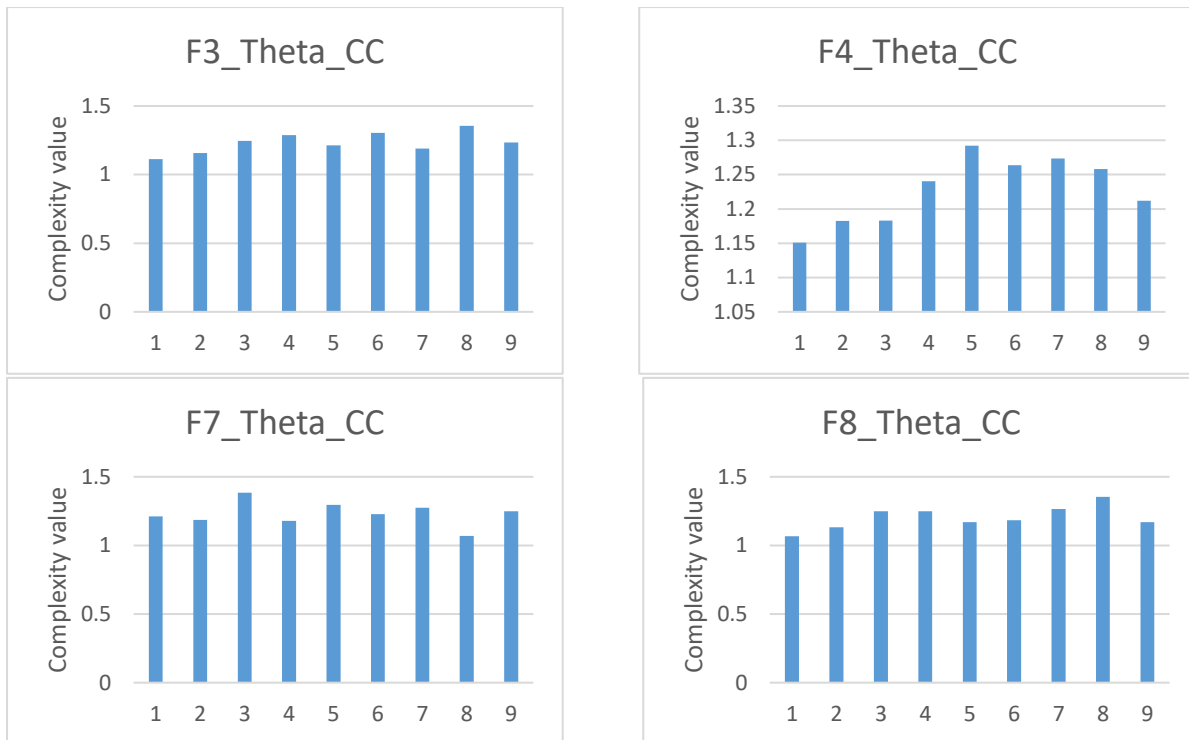 F3_Theta_CC
Complexity value
1.5
1
0.5
0
1 2 3 4 5 6 7 8 9
F4_Theta_CC
Complexity value
1.35
1.3
1.25
1.2
1.15
1.1
1.05
1 2 3 4 5 6 7 8 9
F7_Theta_CC
Complexity value
1.5
1
0.5
0
1 2 3 4 5 6 7 8 9
F8_Theta_CC
Complexity value
1.5
1
0.5
0
1 2 3 4 5 6 7 8 9